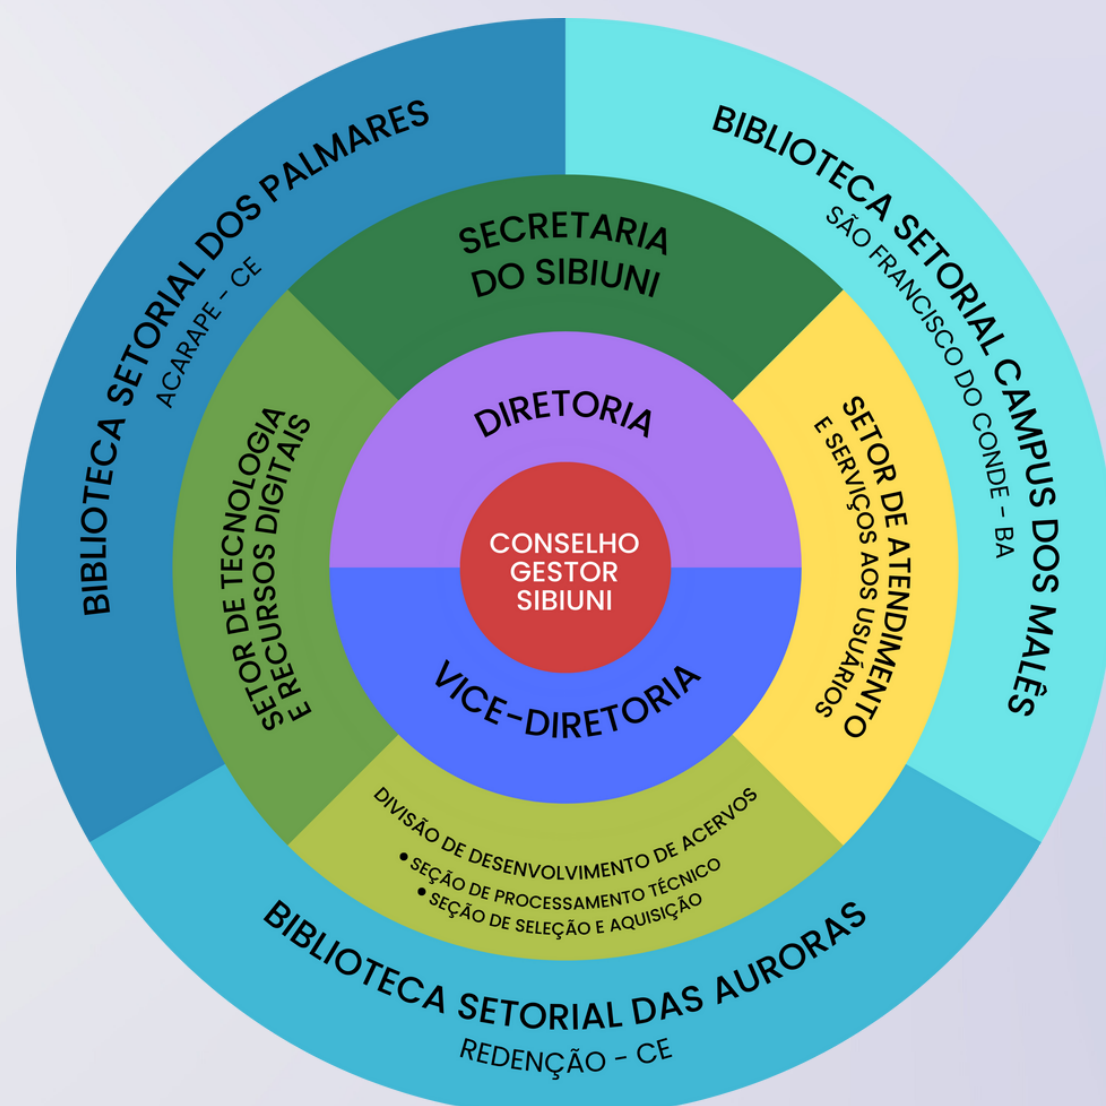 BIBLIOTECA SETORIAL DOS PALMARES
ACARAPE - CE
BIBLIOTECA SETORIAL CAMPUS DOS MALÊS
SÃO FRANCISCO DO CONDE - BA
SECRETARIA
DO SIBIUNI
SETOR DE TECNOLOGIA
E RECURSOS DIGITAIS
DIRETORIA
CONSELHO
GESTOR
SIBIUNI
VICE-DIRETORIA
SETOR DE ATENDIMENTO
E SERVIÇOS AOS USUÁRIOS
DIVISÃO DE DESENVOLVIMENTO DE ACERVOS
• SEÇÃO DE PROCESSAMENTO TÉCNICO
• SEÇÃO DE SELEÇÃO E AQUISIÇÃO
BIBLIOTECA SETORIAL DAS AURORAS
REDENÇÃO - CE